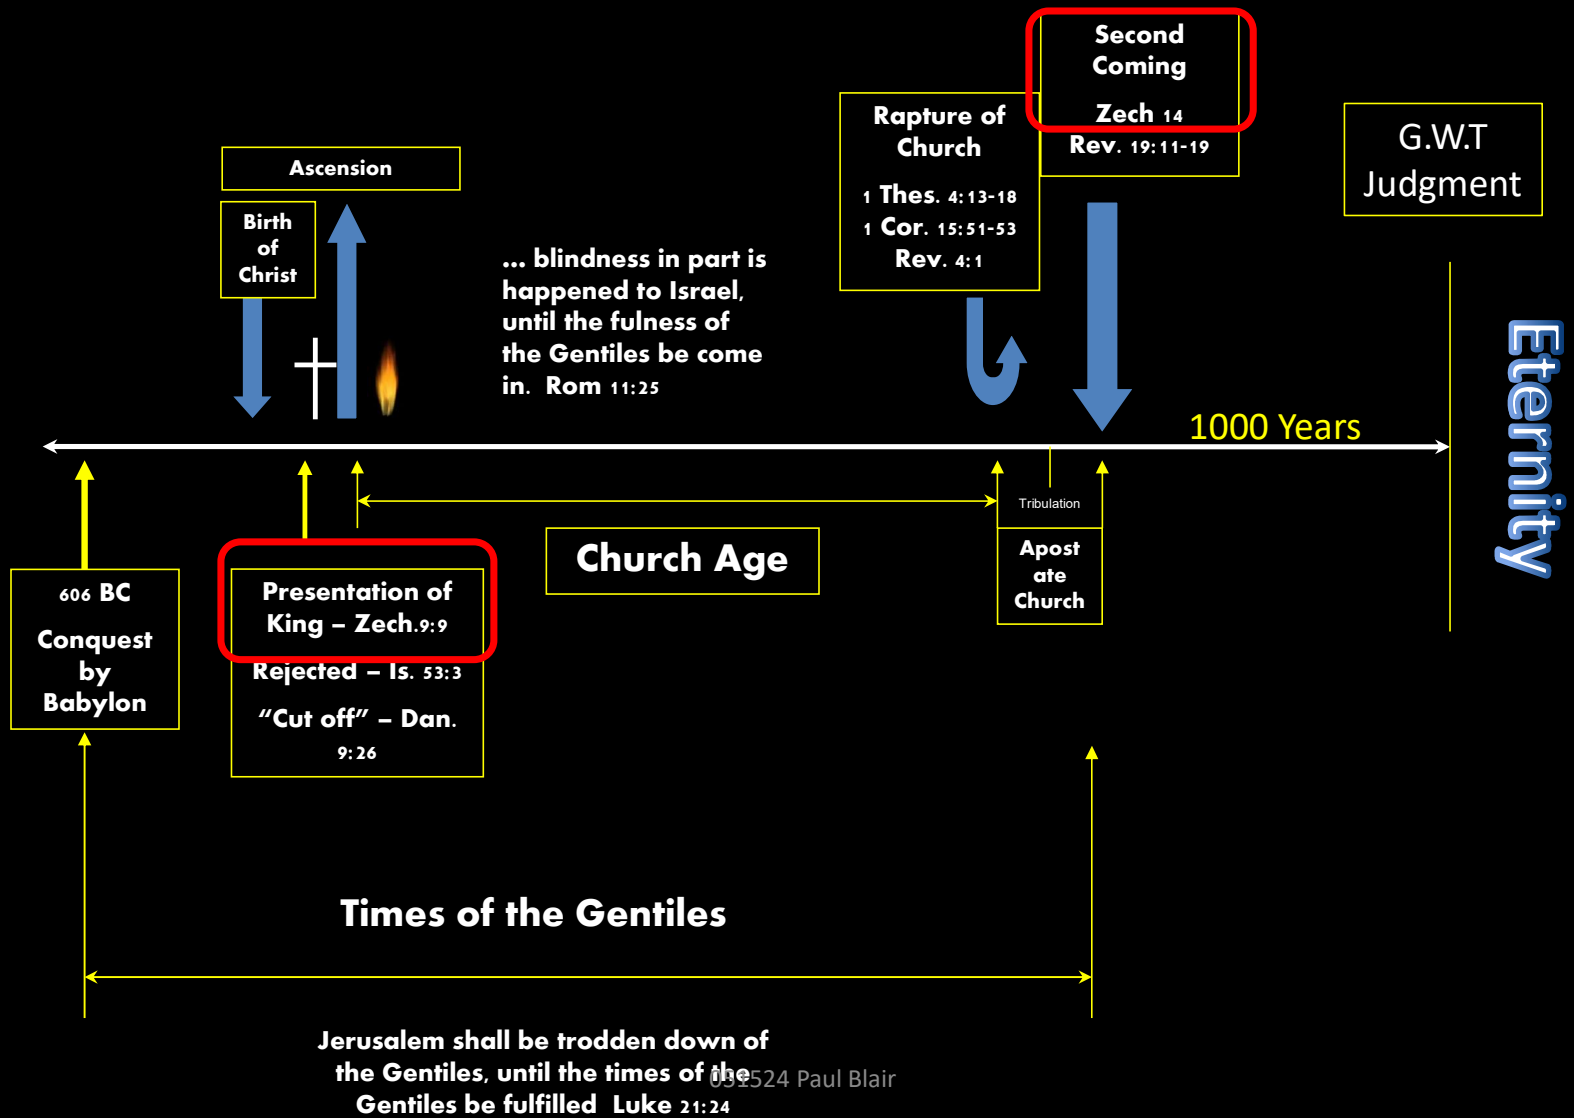 Second
Coming
Zech 14
Rev. 19:11-19
Rapture of
Church
1 Thes. 4:13-18
1 Cor. 15:51-53
Rev. 4:1
G.W.T
Judgment
Ascension
Birth
of
Christ
... blindness in part is
happened to Israel,
until the fulness of
the Gentiles be come
in. Rom 11:25
1000 Years
Eternity
Tribulation
Apost
ate
Church
Church Age
606 BC
Conquest
by
Babylon
Presentation of
King – Zech.9:9
Rejected – Is. 53:3
“Cut off” – Dan.
9:26
Times of the Gentiles
Jerusalem shall be trodden down of
the Gentiles, until the times of the
Gentiles be fulfilled Luke 21:24
051524 Paul Blair